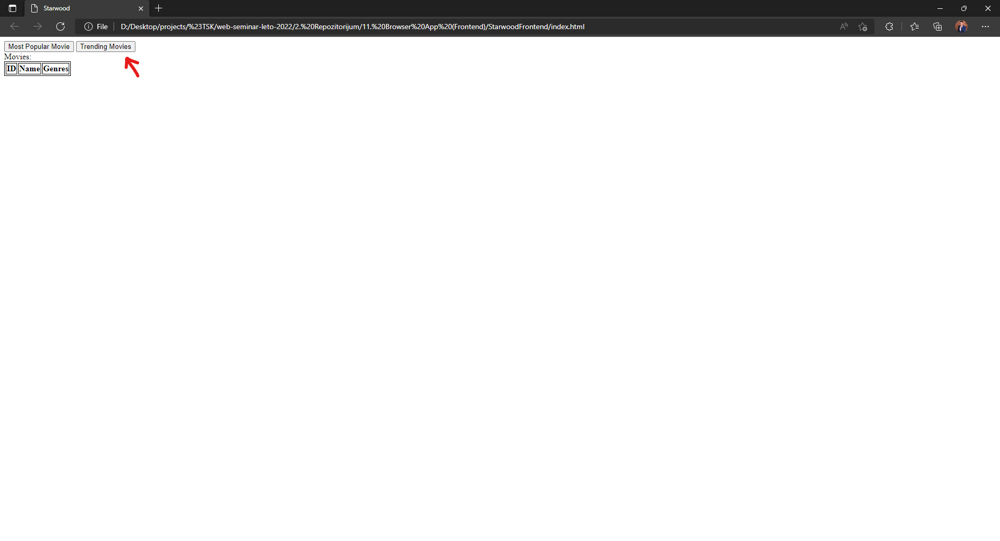 Starwood
File D:/Desktop/projects/%23TSK/web-seminar-leto-2022/2.%20Repozitorijum/11.%20Browser%20App%20(Frontend)/StarwoodFrontend/index.html
Most Popular Movie Trending Movies
Movies:
ID Name Genres